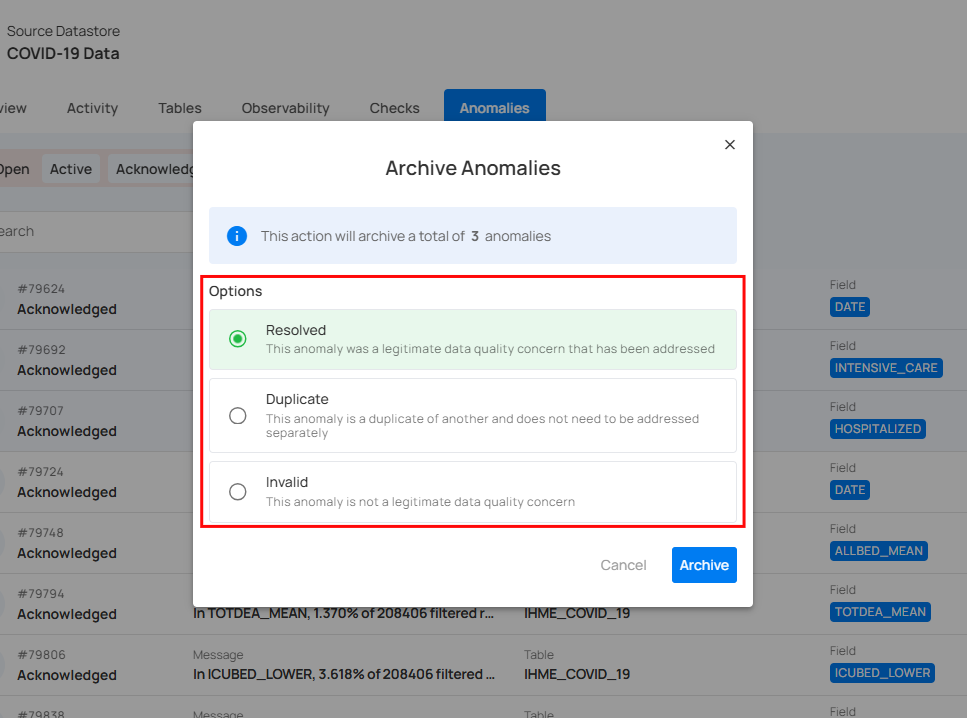 Source Datastore
COVID-19 Data
view Activity Tables Observability Checks Anomalies
Open Active Acknowledg
earch
Archive Anomalies
This action will archive a total of 3 anomalies
Options
Resolved
This anomaly was a legitimate data quality concern that has been addressed
Duplicate
This anomaly is a duplicate of another and does not need to be addressed
separately
Invalid
This anomaly is not a legitimate data quality concern
Cancel Archive
#79624 Field
Acknowledged DATE
#79692 Field
Acknowledged INTENSIVE_CARE
#79707 Field
Acknowledged HOSPITALIZED
#79724 Field
Acknowledged DATE
#79748 Field
Acknowledged ALLBED_MEAN
#79794 Field
Acknowledged In TOTDEA_MEAN, 1.370% of 208406 filtered r... IHME_COVID_19 TOTDEA_MEAN
#79806 Message Table Field
Acknowledged In ICUBED_LOWER, 3.618% of 208406 filtered ... IHME_COVID_19 ICUBED_LOWER
#79838 Message Table Field